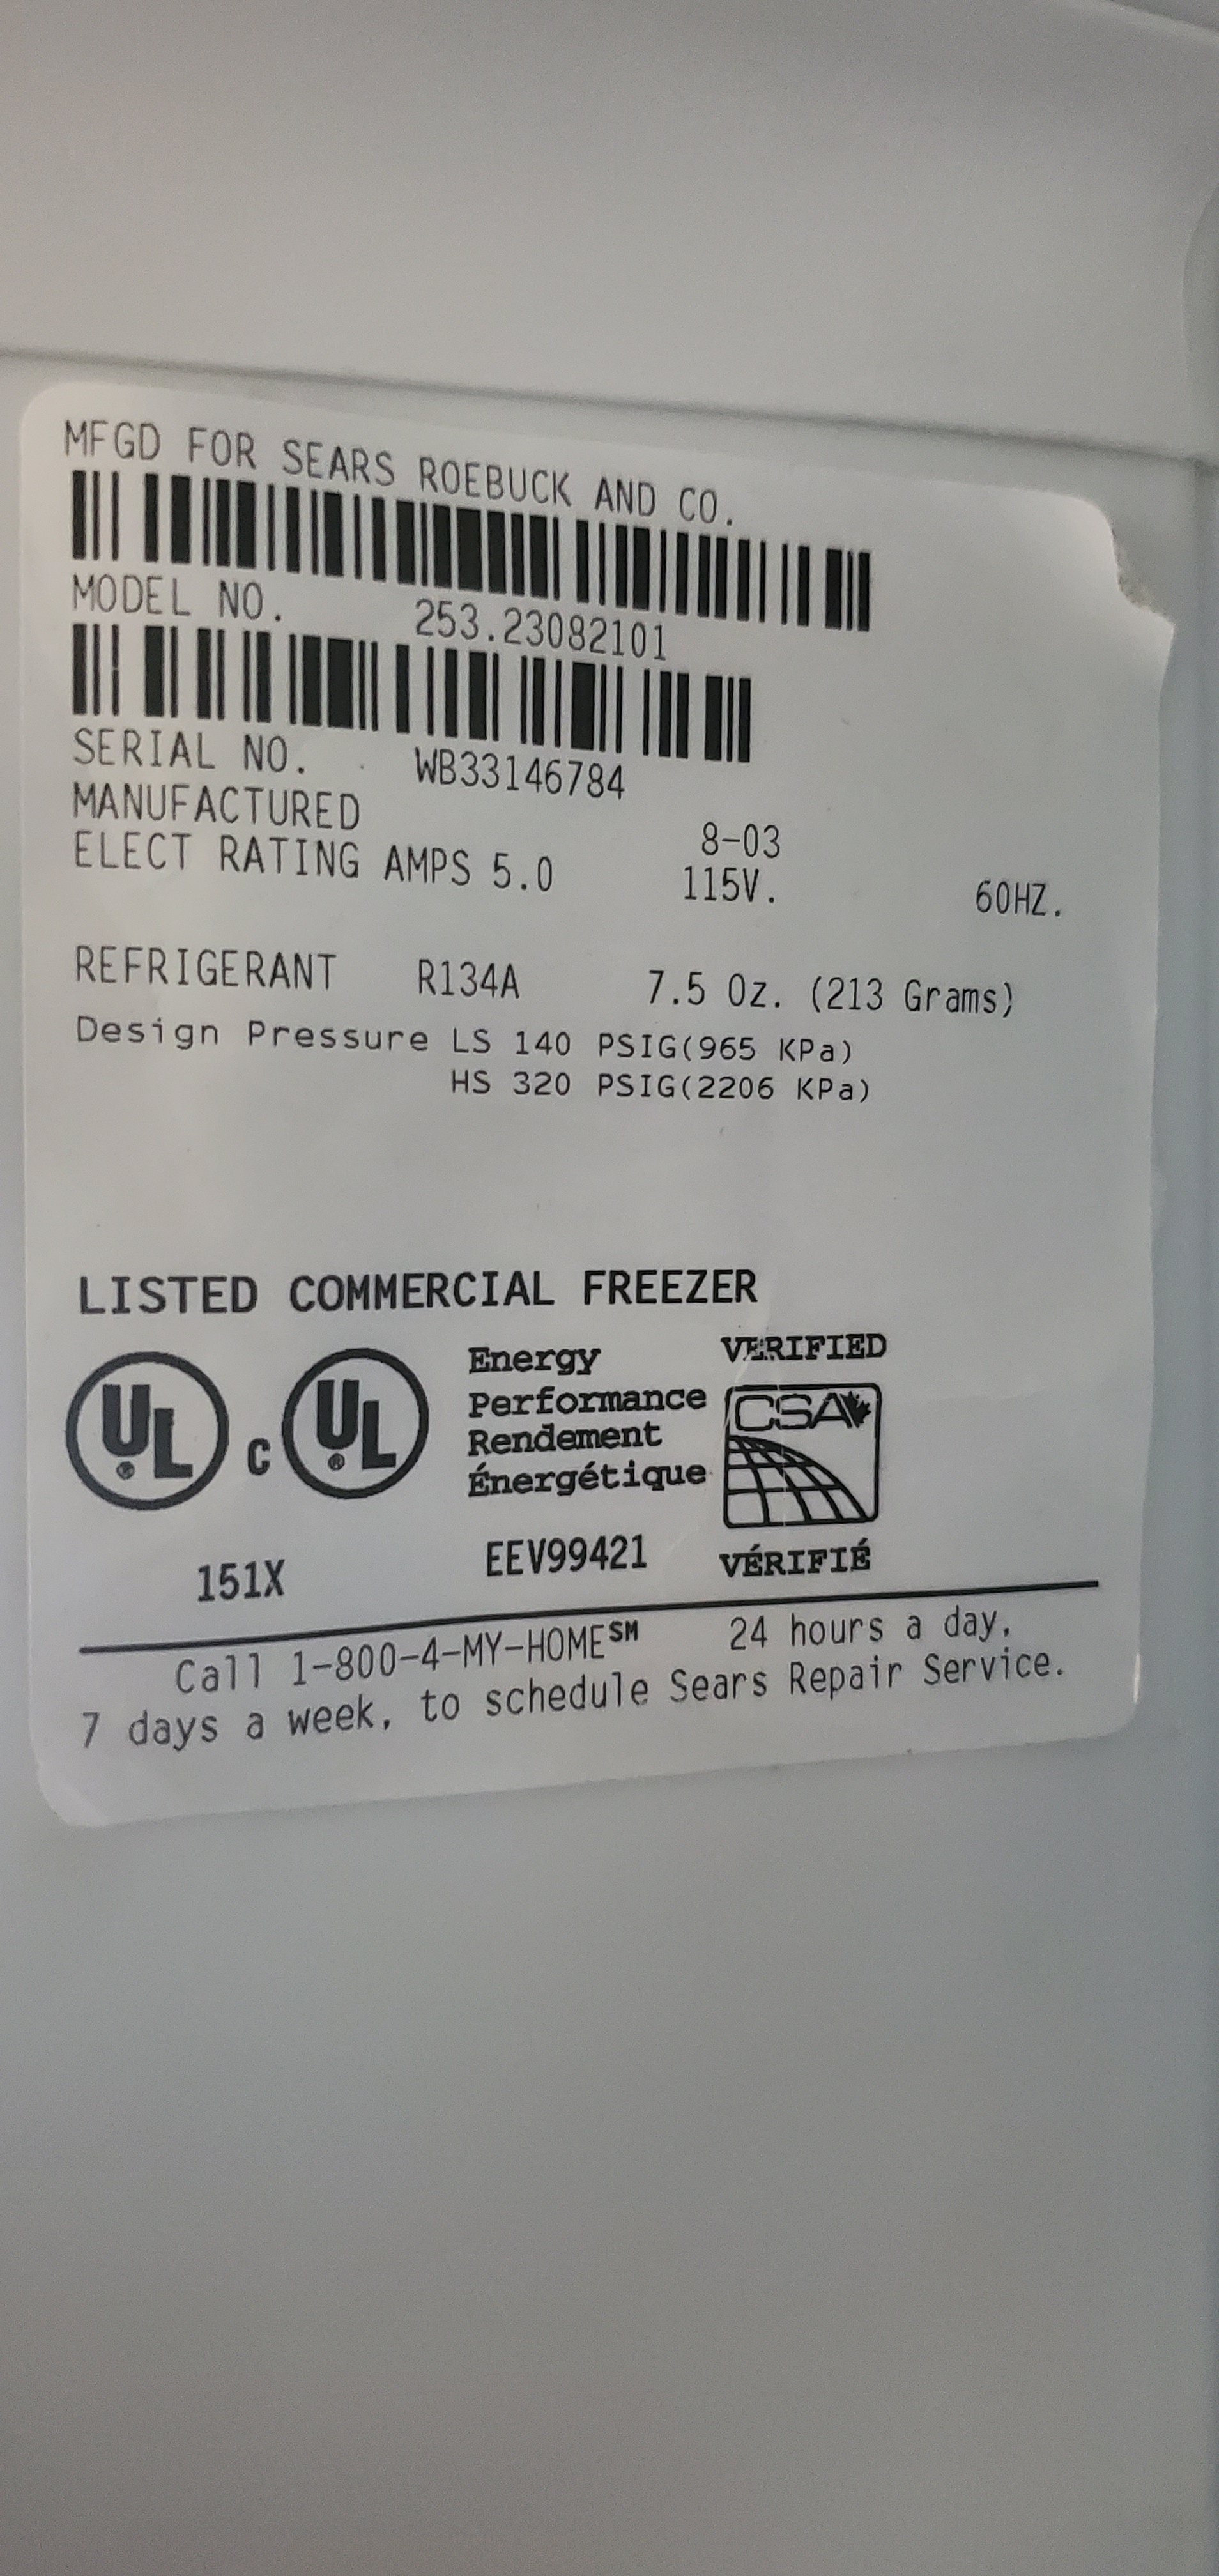 MFGD FOR SEARS ROEBUCK AND CO.
MODEL NO. 253.23082101
SERIAL NO. WB33146784
MANUFACTURED 8-03
ELECT RATING AMPS 5.0 115V. 60HZ.
REFRIGERANT R134A 7.5 Oz. (213 Grams)
Design Pressure LS 140 PSIG(965 KPa)
HS 320 PSIG(2206 KPa)
LISTED COMMERCIAL FREEZER
UL® C UL®
Energy
Performance
Rendement
Énergétique
VERIFIED
CSA
VÉRIFIÉ
151X
EEV99421
Call 1-800-4-MY-HOME℠ 24 hours a day,
7 days a week, to schedule Sears Repair Service.